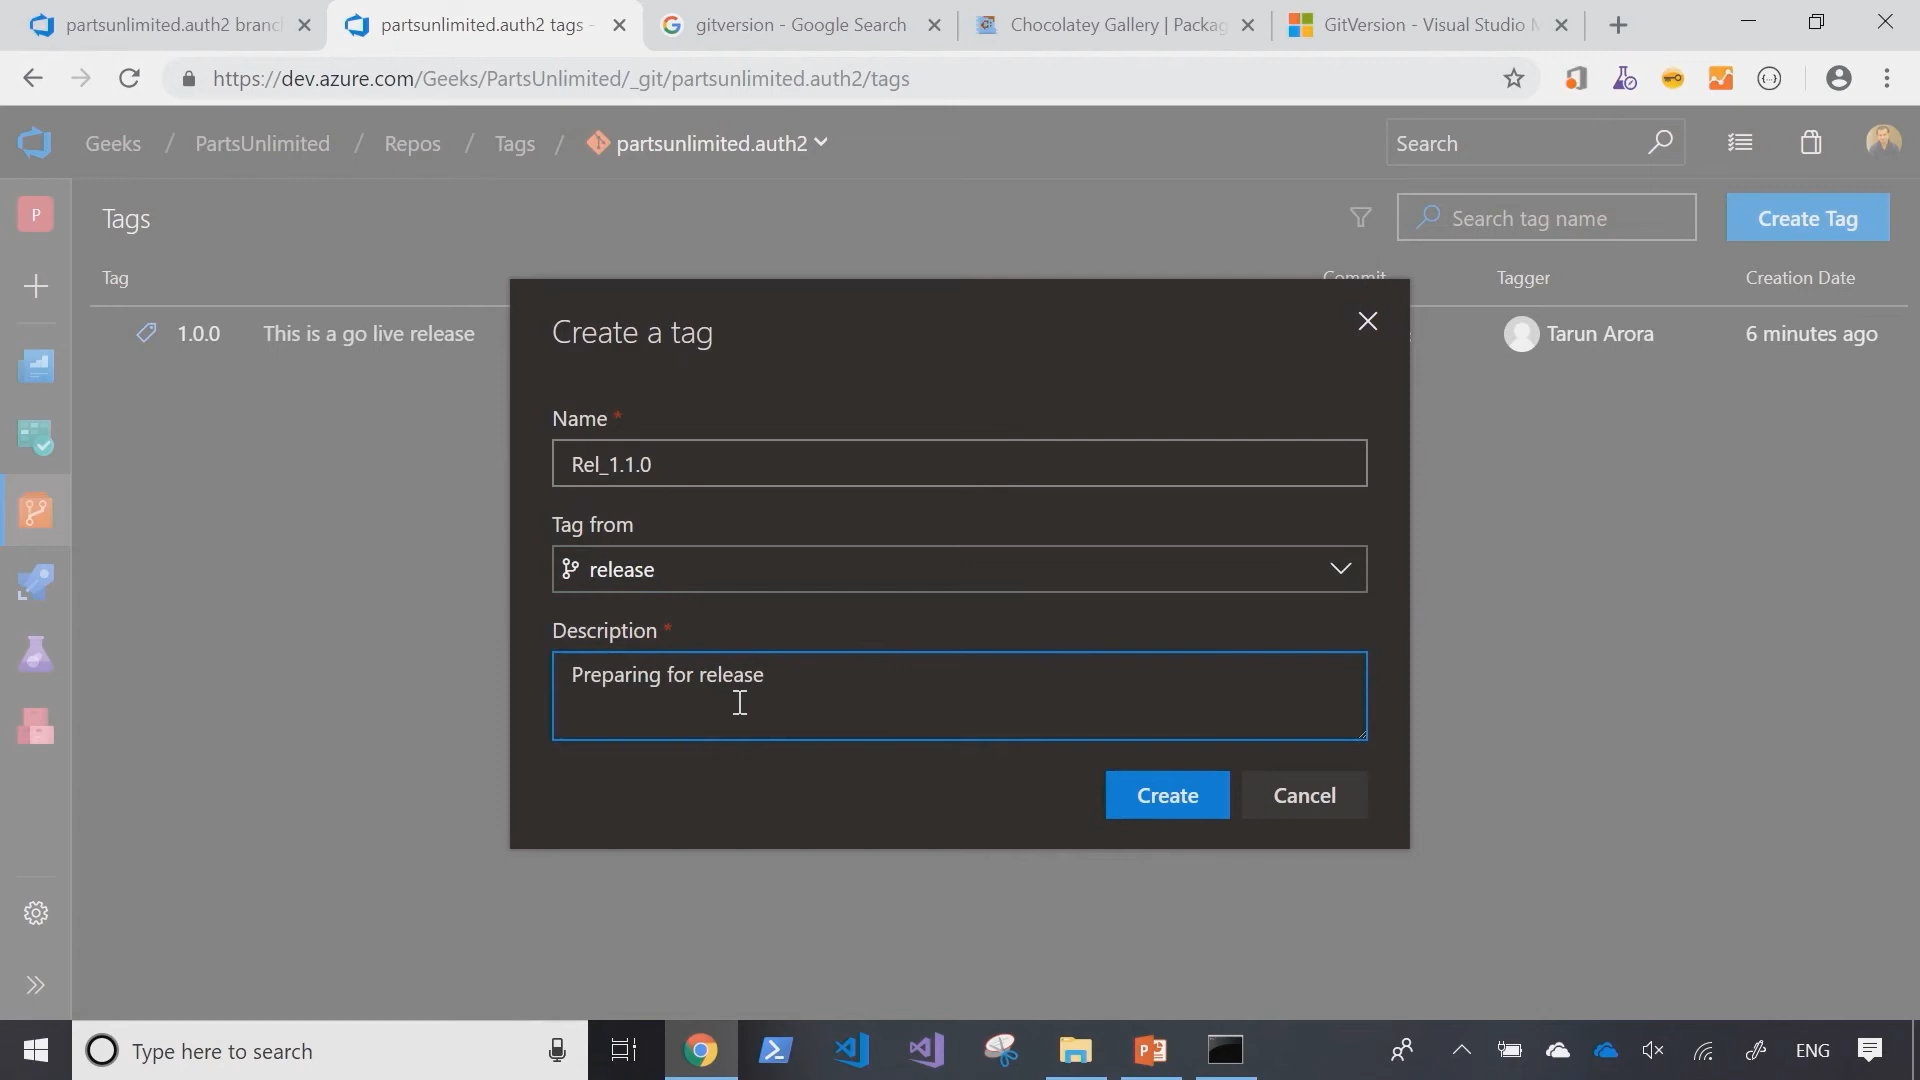 partsunlimited.auth2 branc
partsunlimited.auth2 tags -
gitversion - Google Search
Chocolatey Gallery | Packag
GitVersion - Visual Studio M
https://dev.azure.com/Geeks/PartsUnlimited/_git/partsunlimited.auth2/tags
Geeks / PartsUnlimited / Repos / Tags / partsunlimited.auth2
Search
P
Tags
Search tag name
Create Tag
Tag
Commit
Tagger
Creation Date
1.0.0
This is a go live release
Tarun Arora
6 minutes ago
Create a tag
Name *
Rel_1.1.0
Tag from
release
Description *
Preparing for release
Create
Cancel
Type here to search
ENG